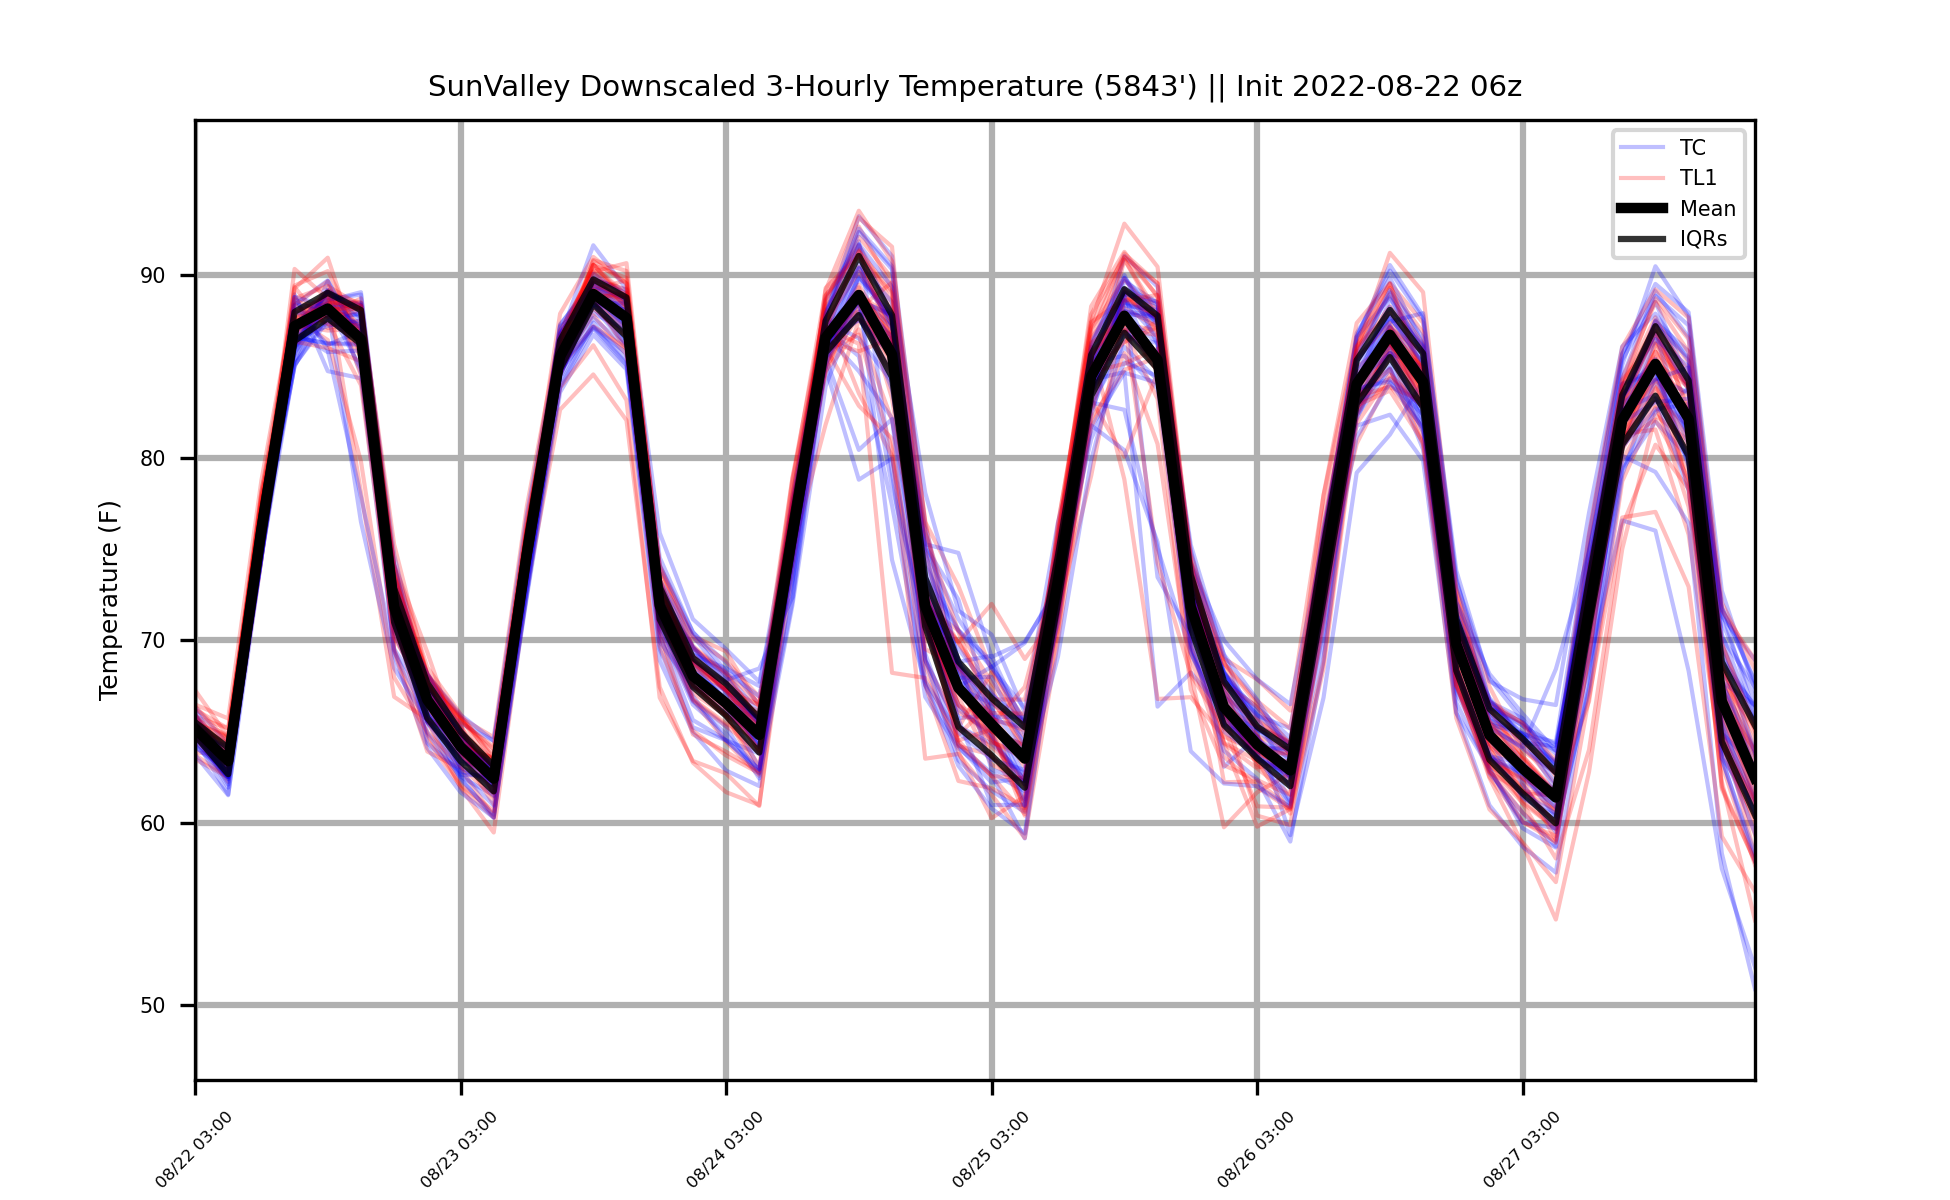 SunValley Downscaled 3-Hourly Temperature (5843') || Init 2022-08-22 06z
TC
TL1
Mean
IQRs
Temperature (F)
90
80
70
60
50
08/22 03:00
08/23 03:00
08/24 03:00
08/25 03:00
08/26 03:00
08/27 03:00